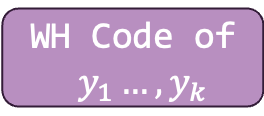 WH Code of
y₁ …, yₖ